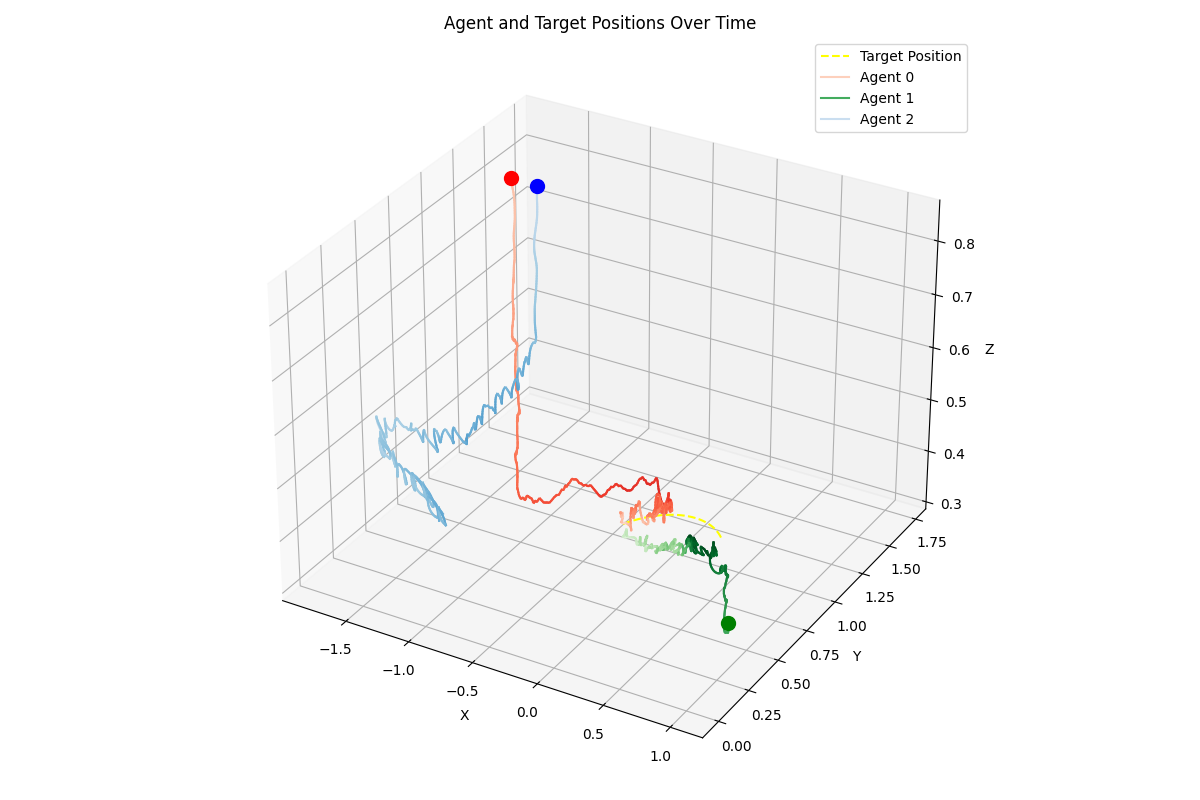 Agent and Target Positions Over Time
Target Position
Agent 0
Agent 1
Agent 2
0.8
0.7
0.6
0.5
0.4
0.3
Z
1.75
1.50
1.25
1.00
0.75
0.50
0.25
0.00
Y
−1.5
−1.0
−0.5
0.0
0.5
1.0
X